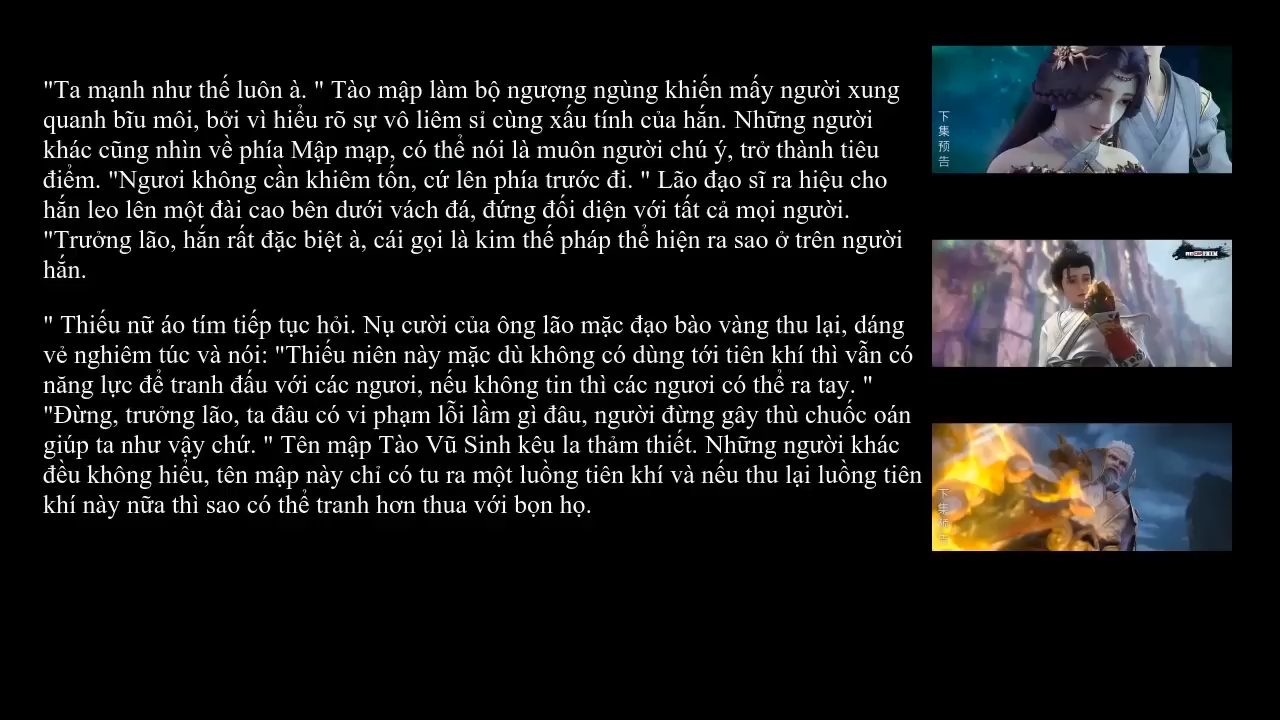 "Ta mạnh như thế luôn à. " Tào mập làm bộ ngượng ngùng khiến mấy người xung
quanh bĩu môi, bởi vì hiểu rõ sự vô liêm sỉ cùng xấu tính của hắn. Những người
khác cũng nhìn về phía Mập mạp, có thể nói là muôn người chú ý, trở thành tiêu
điểm. "Ngươi không cần khiêm tốn, cứ lên phía trước đi. " Lão đạo sĩ ra hiệu cho
hắn leo lên một đài cao bên dưới vách đá, đứng đối diện với tất cả mọi người.
"Trưởng lão, hắn rất đặc biệt à, cái gọi là kim thế pháp thể hiện ra sao ở trên người
hắn.
" Thiếu nữ áo tím tiếp tục hỏi. Nụ cười của ông lão mặc đạo bào vàng thu lại, dáng
vẻ nghiêm túc và nói: "Thiếu niên này mặc dù không có dùng tới tiên khí thì vẫn có
năng lực để tranh đấu với các ngươi, nếu không tin thì các ngươi có thể ra tay. "
"Đừng, trưởng lão, ta đâu có vi phạm lỗi lầm gì đâu, người đừng gây thù chuốc oán
giúp ta như vậy chứ. " Tên mập Tào Vũ Sinh kêu la thảm thiết. Những người khác
đều không hiểu, tên mập này chỉ có tu ra một luồng tiên khí và nếu thu lại luồng tiên
khí này nữa thì sao có thể tranh hơn thua với bọn họ.
下集预告
下集预告